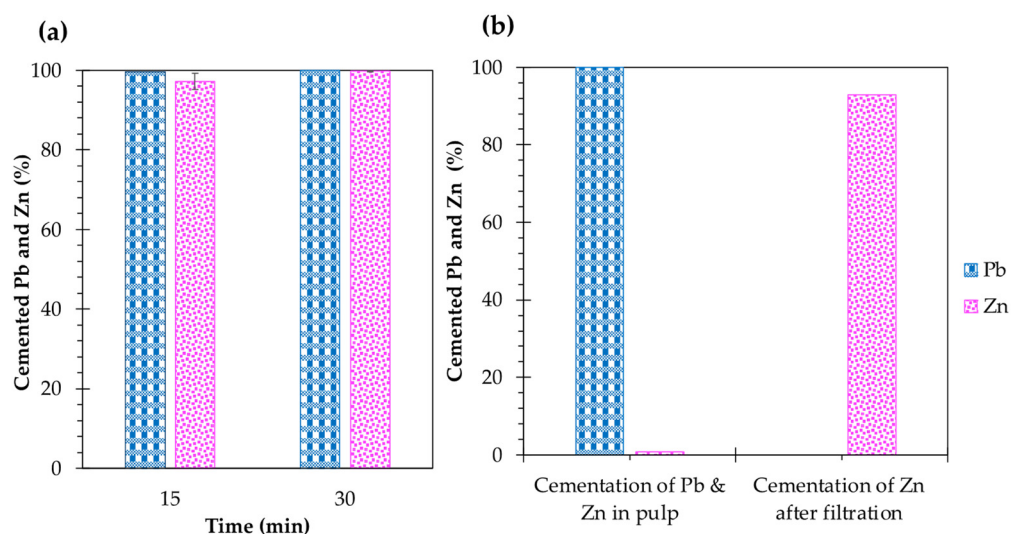 (a)
100
80
60
40
20
0
Cemented Pb and Zn (%)
15
30
Time (min)
(b)
100
80
60
40
20
0
Cemented Pb and Zn (%)
Cementation of Pb &
Zn in pulp
Cementation of Zn
after filtration
Pb
Zn